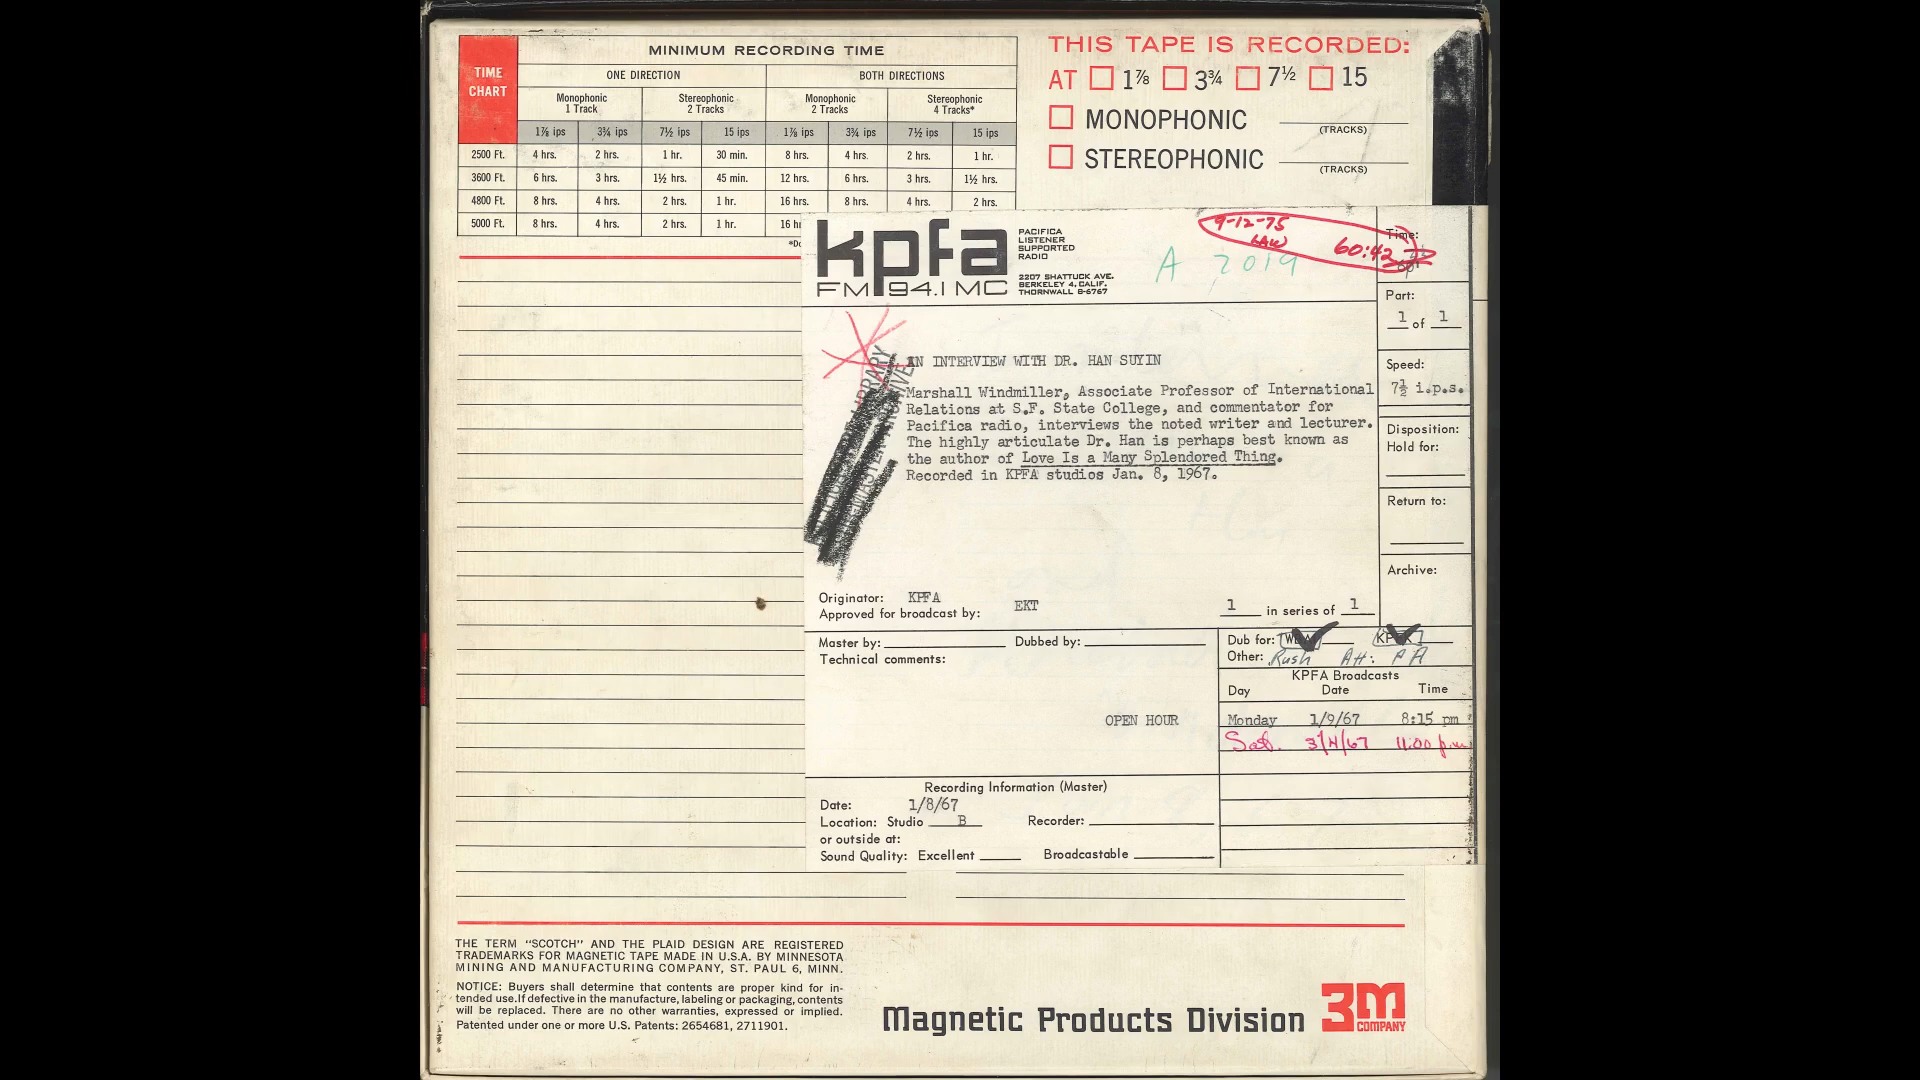 TIME
CHART
MINIMUM RECORDING TIME
ONE DIRECTION BOTH DIRECTIONS
Monophonic Stereophonic Monophonic Stereophonic
1 Track 2 Tracks 2 Tracks 4 Tracks*
1⅞ ips 3¾ ips 7½ ips 15 ips 1⅞ ips 3¾ ips 7½ ips 15 ips
2500 Ft. 4 hrs. 2 hrs. 1 hr. 30 min. 8 hrs. 4 hrs. 2 hrs. 1 hr.
3600 Ft. 6 hrs. 3 hrs. 1½ hrs. 45 min. 12 hrs. 6 hrs. 3 hrs. 1½ hrs.
4800 Ft. 8 hrs. 4 hrs. 2 hrs. 1 hr. 16 hrs. 8 hrs. 4 hrs. 2 hrs.
5000 Ft. 8 hrs. 4 hrs. 2 hrs. 1 hr. 16
THIS TAPE IS RECORDED:
AT 1⅞ 3¾ 7½ 15
MONOPHONIC
(TRACKS)
STEREOPHONIC
(TRACKS)
kpfa
FM 94.1 MC
PACIFICA
LISTENER
SUPPORTED
RADIO
2207 SHATTUCK AVE.
BERKELEY 4, CALIF.
THORNWALL 8-6767
A 2019
9-12-75
60:42
Time:
Part:
1 of 1
Speed:
7½ i.p.s.
Disposition:
Hold for:
Return to:
Archive:
AN INTERVIEW WITH DR. HAN SUYIN
Marshall Windmiller, Associate Professor of International
Relations at S.F. State College, and commentator for
Pacifica radio, interviews the noted writer and lecturer.
The highly articulate Dr. Han is perhaps best known as
the author of Love Is a Many Splendored Thing.
Recorded in KPFA studios Jan. 8, 1967.
Originator: KPFA
Approved for broadcast by: EKT
1 in series of 1
Master by: Dubbed by:
Technical comments:
OPEN HOUR
Dub for: WBAI KPFK
Other: Rush Att: PA
KPFA Broadcasts
Day Date Time
Monday 1/9/67 8:15 pm
Sat. 3/4/67 11:00 p.m
Recording Information (Master)
Date: 1/8/67
Location: Studio B Recorder:
or outside at:
Sound Quality: Excellent Broadcastable
THE TERM "SCOTCH" AND THE PLAID DESIGN ARE REGISTERED
TRADEMARKS FOR MAGNETIC TAPE MADE IN U.S.A. BY MINNESOTA
MINING AND MANUFACTURING COMPANY, ST. PAUL 6, MINN.
NOTICE: Buyers shall determine that contents are proper kind for in-
tended use. If defective in the manufacture, labeling or packaging, contents
will be replaced. There are no other warranties, expressed or implied.
Patented under one or more U.S. Patents: 2654681, 2711901.
Magnetic Products Division
3M
COMPANY